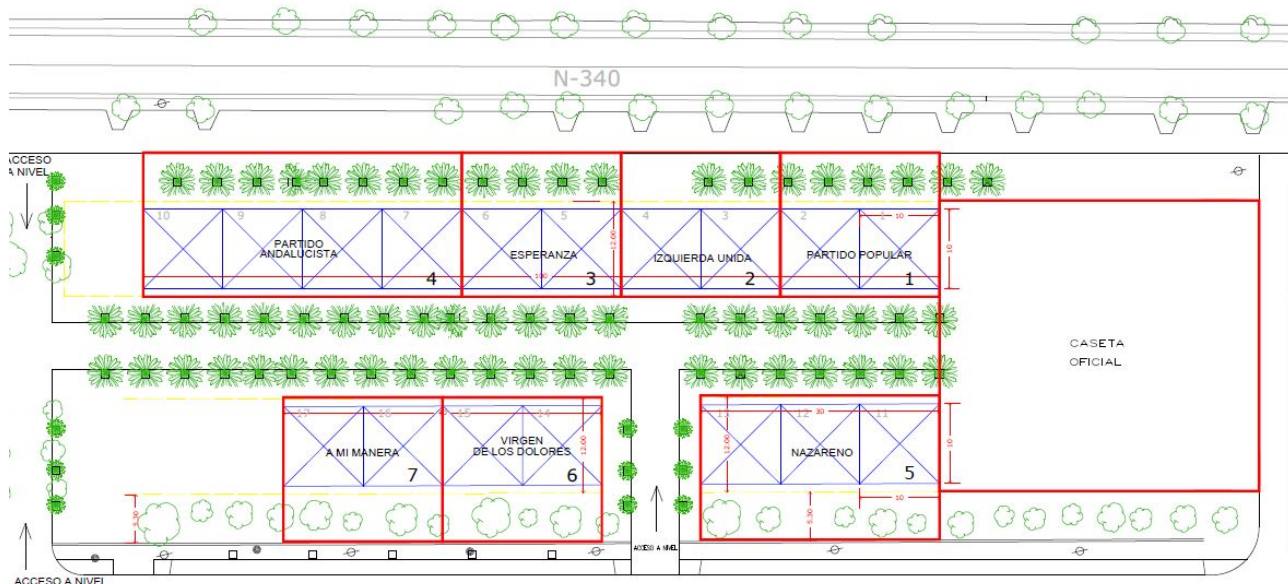 N-340
ACCESO
A NIVEL
10 9 8 7 6 5 4 3 2 1
10
PARTIDO
ANDALUCISTA
4
ESPERANZA
3
12.00
IZQUIERDA UNIDA
2
PARTIDO POPULAR
1
10
100
CASETA
OFICIAL
17 16 15 14
13 12 11
30
A MI MANERA
7
VIRGEN
DE LOS DOLORES
6
12.00
12.00
NAZARENO
5
10
10
5.30
5.30
ACCESO A NIVEL
ACCESO A NIVEL